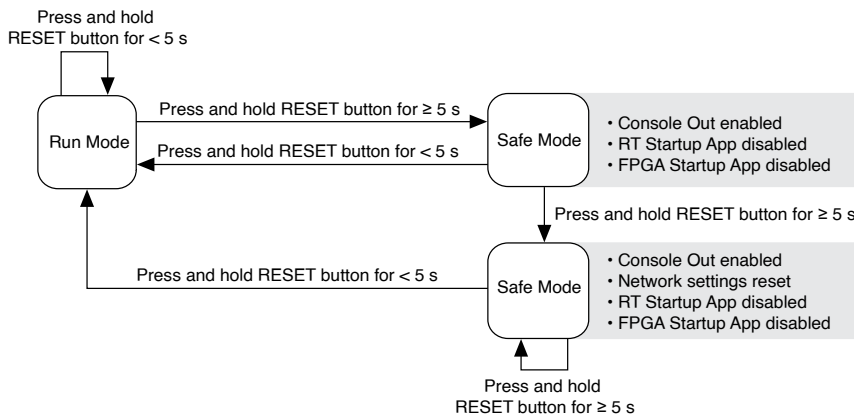 Press and hold
RESET button for < 5 s
Press and hold RESET button for ≥ 5 s
Run Mode
Safe Mode
• Console Out enabled
• RT Startup App disabled
• FPGA Startup App disabled
Press and hold RESET button for < 5 s
Press and hold RESET button for ≥ 5 s
Press and hold RESET button for < 5 s
Safe Mode
• Console Out enabled
• Network settings reset
• RT Startup App disabled
• FPGA Startup App disabled
Press and hold
RESET button for ≥ 5 s